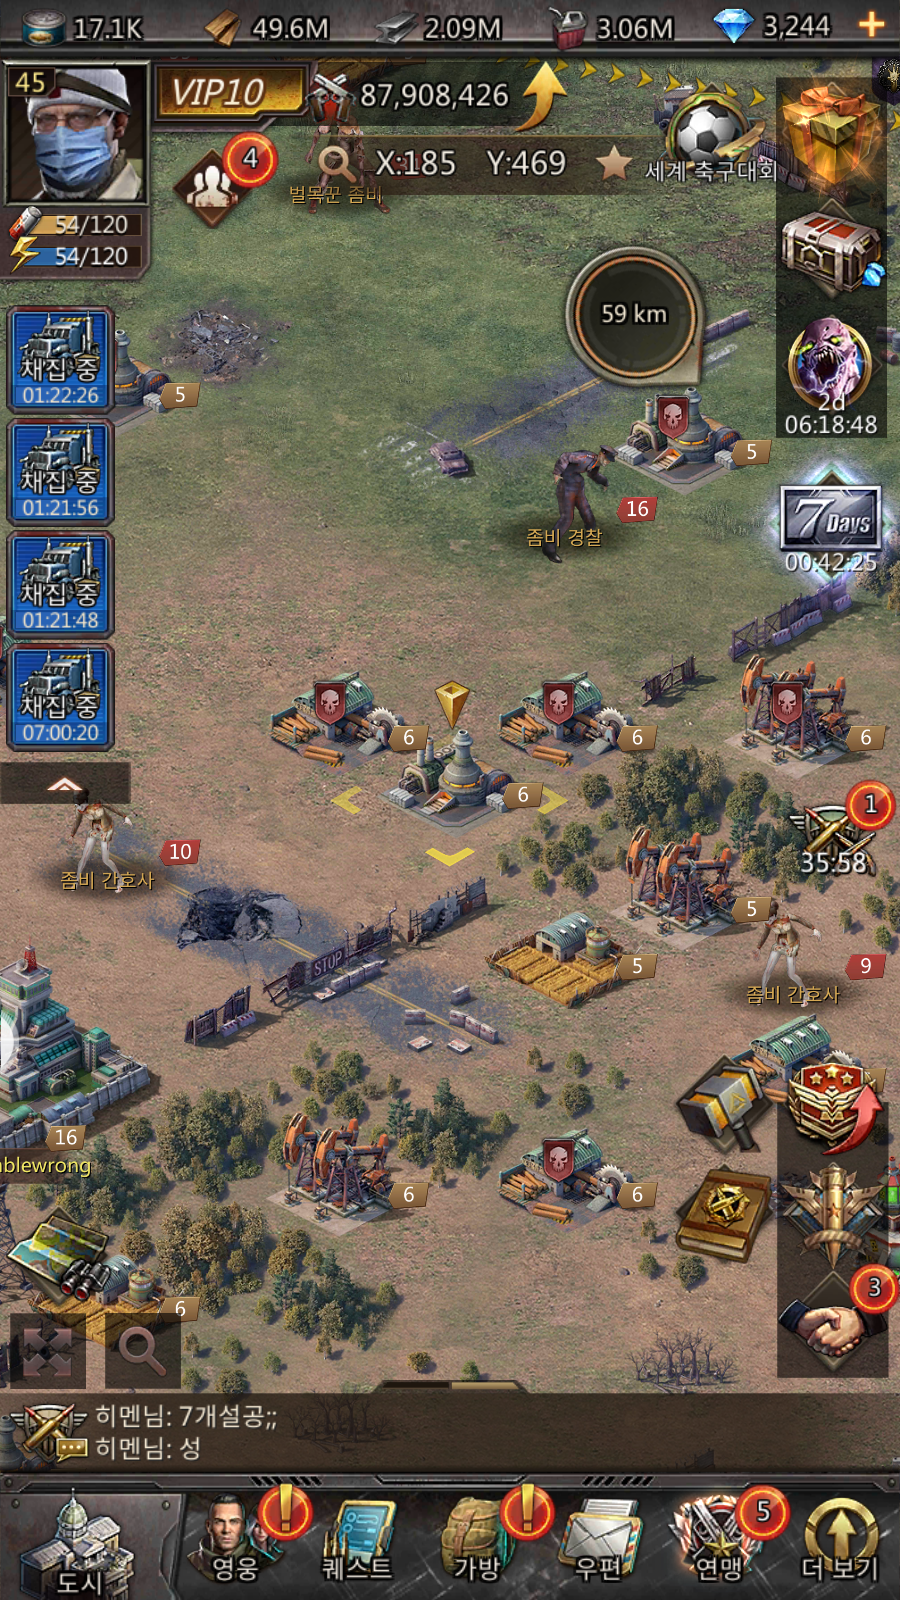 17.1K 49.6M 2.09M 3.06M 3,244
45
VIP10
87,908,426
4
X:185 Y:469
세계 축구대회
벌목꾼 좀비
54/120
54/120
59 km
채집 중
01:22:26
5
2d
06:18:48
채집 중
01:21:56
5
16
좀비 경찰
7 Days
00:42:25
채집 중
01:21:48
채집 중
07:00:20
6
6
6
6
1
35:58
10
좀비 간호사
5
STOP
5
9
좀비 간호사
16
ablewrong
6
6
6
3
히멘님: 7개설공;;
히멘님: 성
5
도시
영웅
퀘스트
가방
우편
연맹
더 보기